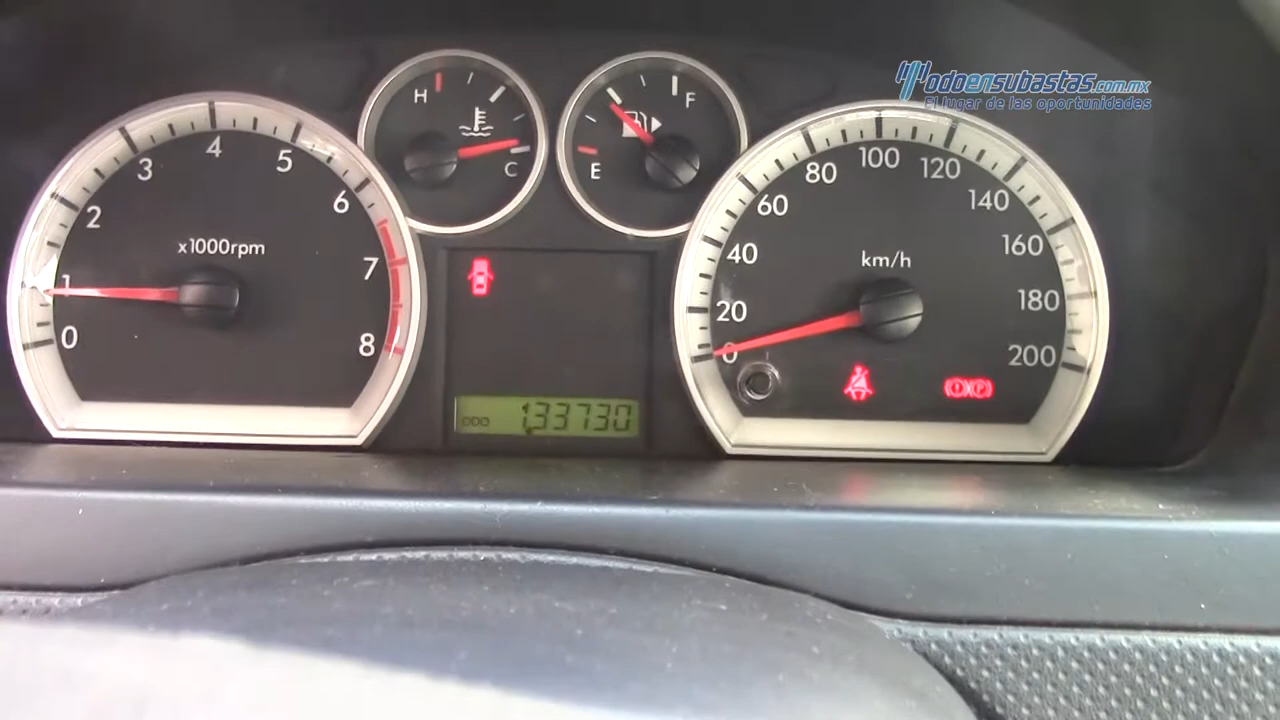 Todoensubastas.com.mx
El lugar de las oportunidades
H
C
F
E
0
1
2
3
4
5
6
7
8
x1000rpm
0
20
40
60
80
100
120
140
160
180
200
km/h
ODO 133730
P